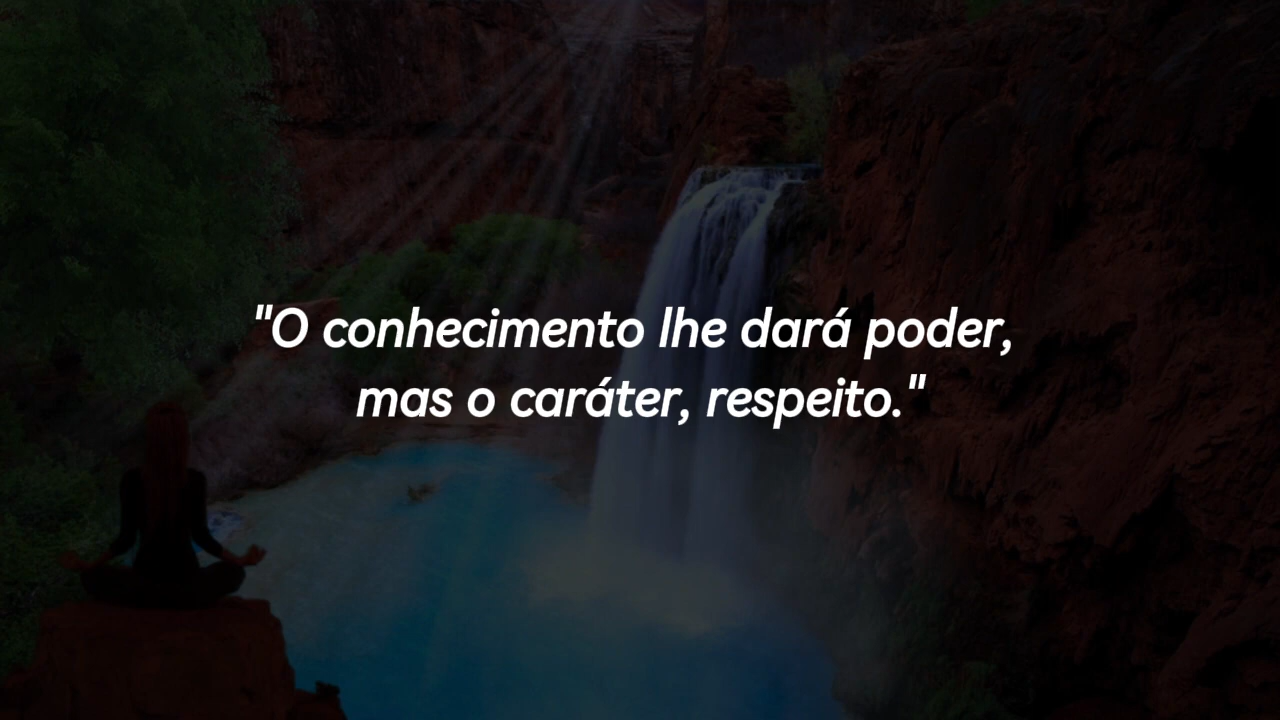 "O conhecimento lhe dará poder,
mas o caráter, respeito."